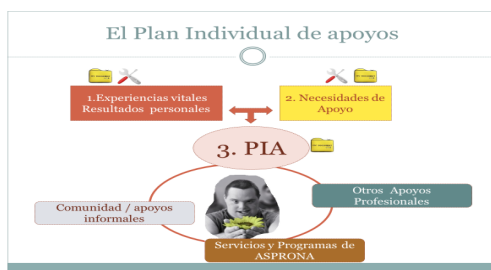 El Plan Individual de apoyos
1.Experiencias vitales
Resultados personales
2. Necesidades de
Apoyo
3. PIA
Comunidad / apoyos
informales
Otros Apoyos
Profesionales
Servicios y Programas de
ASPRONA